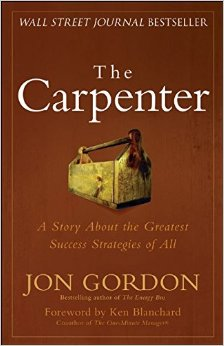 WALL STREET JOURNAL BESTSELLER
The
Carpenter
A Story About the Greatest
Success Strategies of All
JON GORDON
Bestselling author of The Energy Bus
Foreword by Ken Blanchard
Coauthor of The One-Minute Manager®